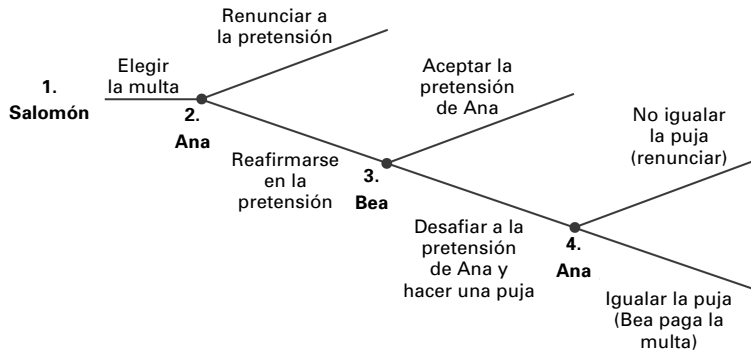 Renunciar a
la pretensión
Elegir
la multa
1.
Salomón
2.
Ana
Aceptar la
pretensión
de Ana
Reafirmarse
en la
pretensión
3.
Bea
No igualar
la puja
(renunciar)
Desafiar a la
pretensión
de Ana y
hacer una puja
4.
Ana
Igualar la puja
(Bea paga la
multa)